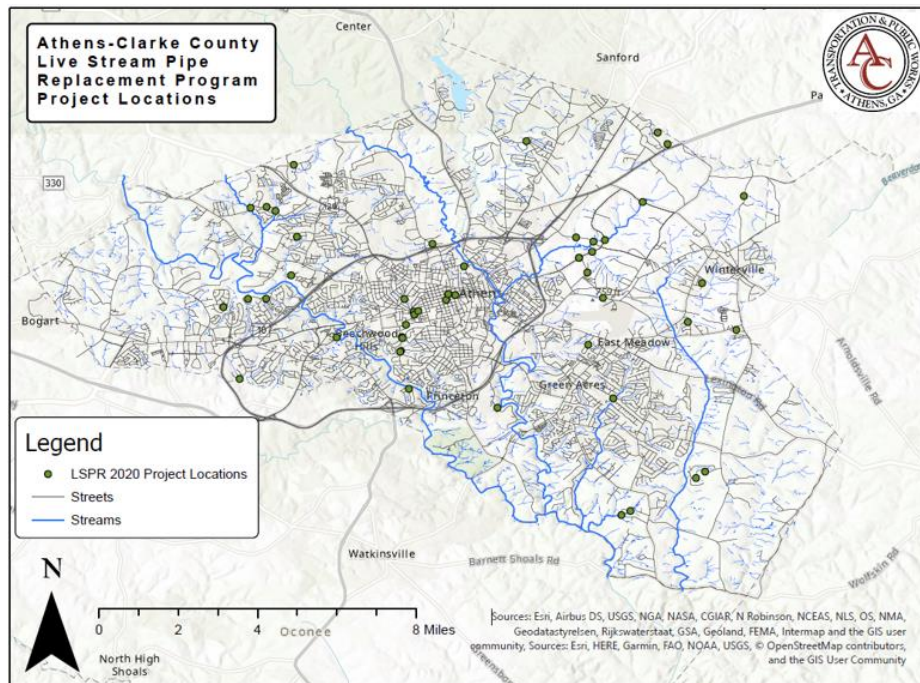 Athens-Clarke County
Live Stream Pipe
Replacement Program
Project Locations
TRANSPORTATION & PUBLIC WORKS
AC
• ATHENS, GA •
Center
Sanford
Pa
330
Beaverda
Winterville
Bogart
Athens
Beechwood
Hills
East Meadow
Green Acres
Princeton
Arnoldsville Rd
Legend
LSPR 2020 Project Locations
Streets
Streams
Watkinsville
Barnett Shoals Rd
Wolfskin Rd
N
0 2 4 8 Miles
Oconee
North High
Shoals
Sources: Esri, Airbus DS, USGS, NGA, NASA, CGIAR, N Robinson, NCEAS, NLS, OS, NMA,
Geodatastyrelsen, Rijkswaterstaat, GSA, Geoland, FEMA, Intermap and the GIS user
community, Sources: Esri, HERE, Garmin, FAO, NOAA, USGS, © OpenStreetMap contributors,
and the GIS User Community